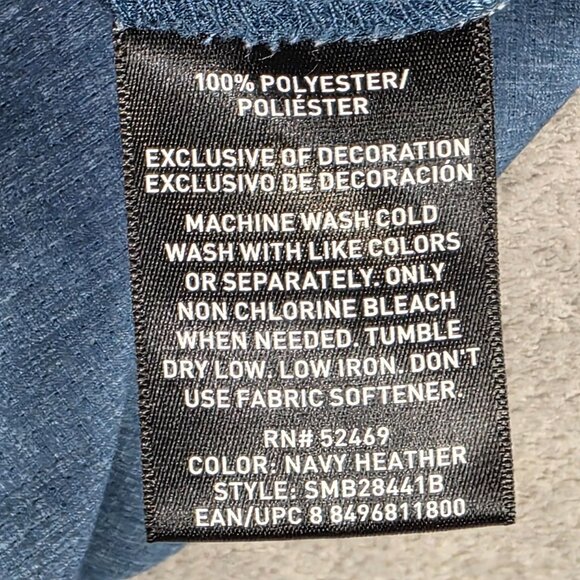 100% POLYESTER/
POLIÉSTER
EXCLUSIVE OF DECORATION
EXCLUSIVO DE DECORACIÓN
MACHINE WASH COLD
WASH WITH LIKE COLORS
OR SEPARATELY. ONLY
NON CHLORINE BLEACH
WHEN NEEDED. TUMBLE
DRY LOW. LOW IRON. DON'T
USE FABRIC SOFTENER.
RN# 52469
COLOR: NAVY HEATHER
STYLE: SMB28441B
EAN/UPC 8 8496811800